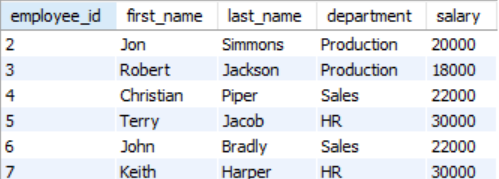 employee_id first_name last_name department salary
2 Jon Simmons Production 20000
3 Robert Jackson Production 18000
4 Christian Piper Sales 22000
5 Terry Jacob HR 30000
6 John Bradly Sales 22000
7 Keith Harper HR 30000